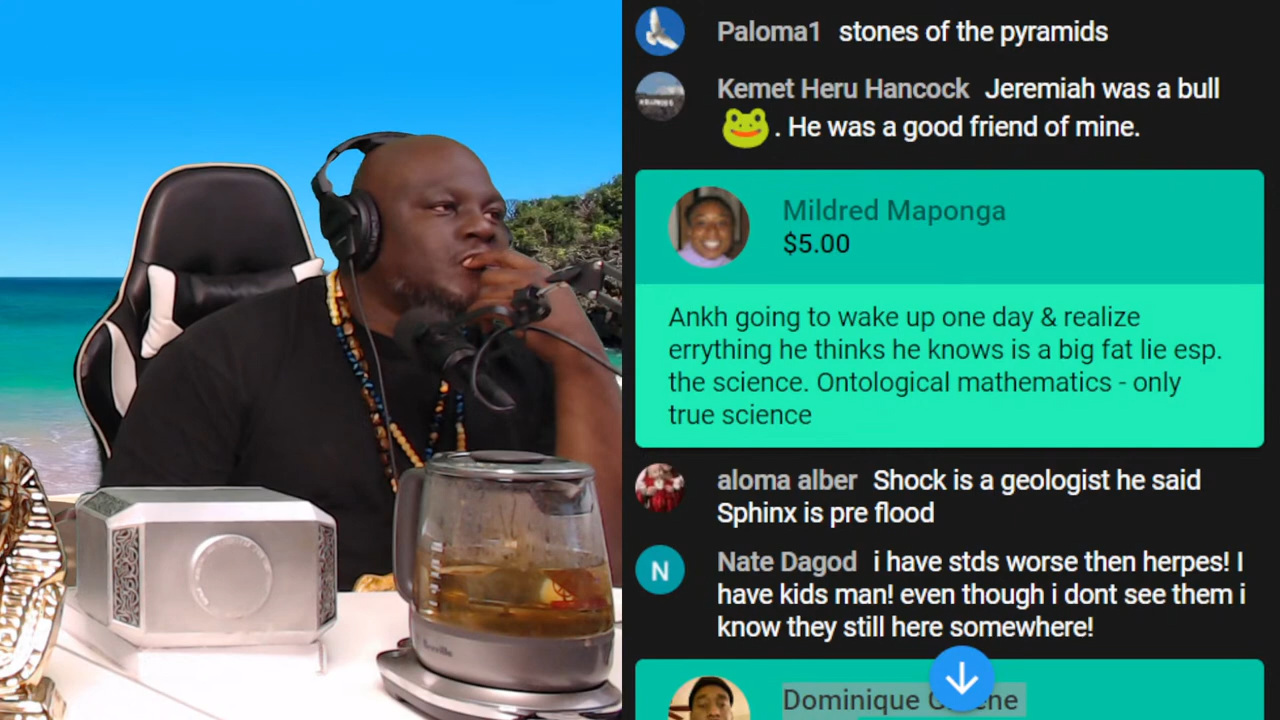 Paloma1 stones of the pyramids
Kemet Heru Hancock Jeremiah was a bull
🐸. He was a good friend of mine.
Mildred Maponga
$5.00
Ankh going to wake up one day & realize
errything he thinks he knows is a big fat lie esp.
the science. Ontological mathematics - only
true science
aloma alber Shock is a geologist he said
Sphinx is pre flood
N Nate Dagod i have stds worse then herpes! I
have kids man! even though i dont see them i
know they still here somewhere!
Dominique
Breville